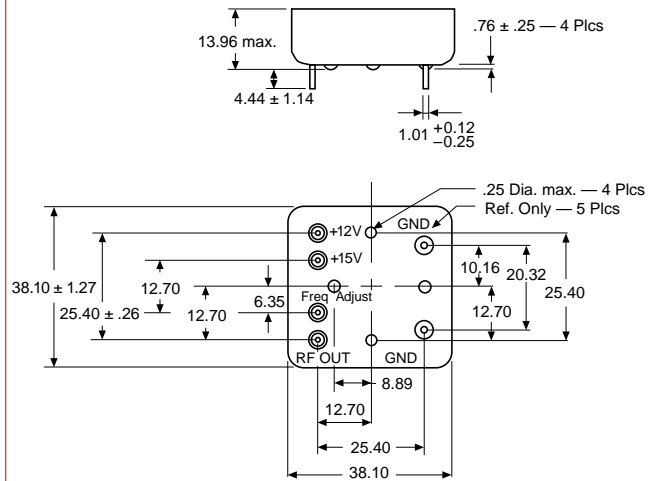 13.96 max.
.76 ± .25 — 4 Plcs
4.44 ± 1.14
1.01 +0.12
−0.25
.25 Dia. max. — 4 Plcs
Ref. Only — 5 Plcs
+12V
GND
+15V
10.16
20.32
38.10 ± 1.27
12.70
6.35
25.40
Freq Adjust
25.40 ± .26
12.70
12.70
RF OUT
GND
8.89
12.70
25.40
38.10